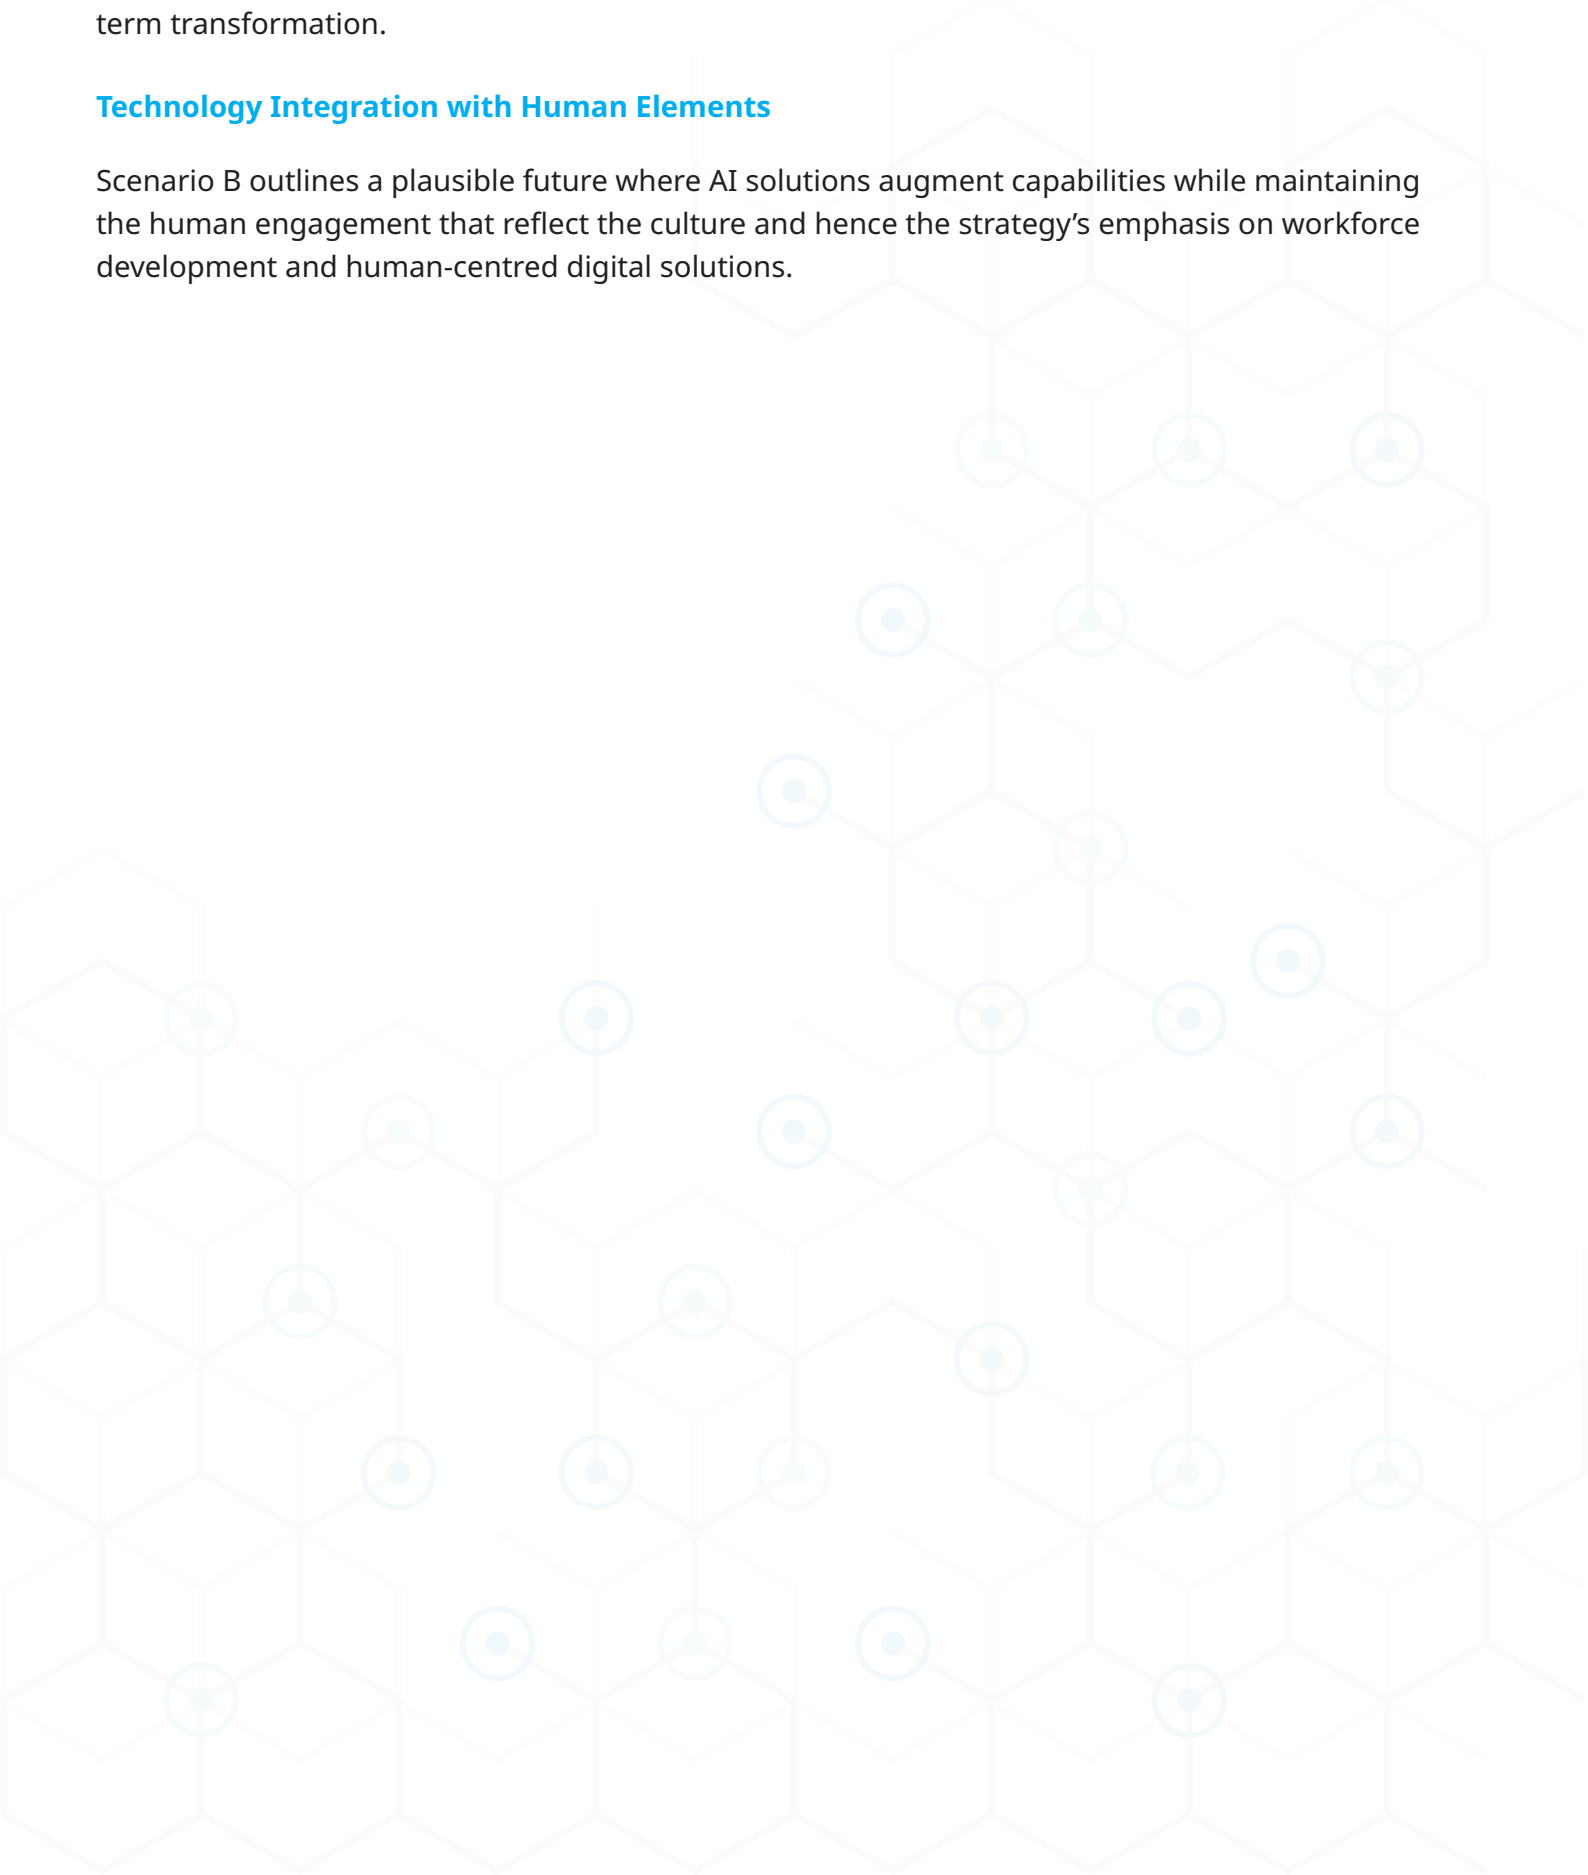 term transformation.
Technology Integration with Human Elements
Scenario B outlines a plausible future where AI solutions augment capabilities while maintaining
the human engagement that reflect the culture and hence the strategy’s emphasis on workforce
development and human-centred digital solutions.